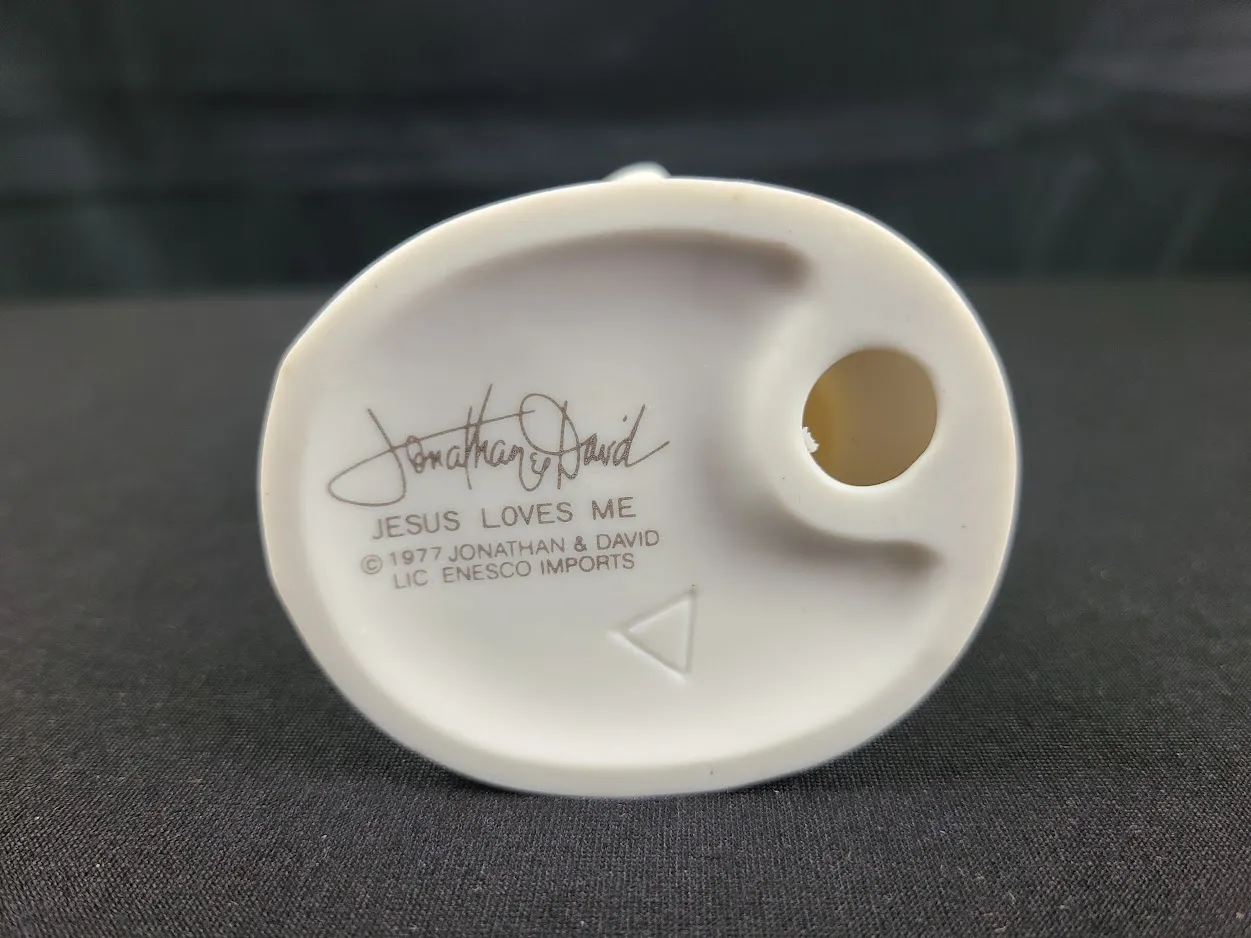 Jonathan & David
JESUS LOVES ME
© 1977 JONATHAN & DAVID
LIC ENESCO IMPORTS